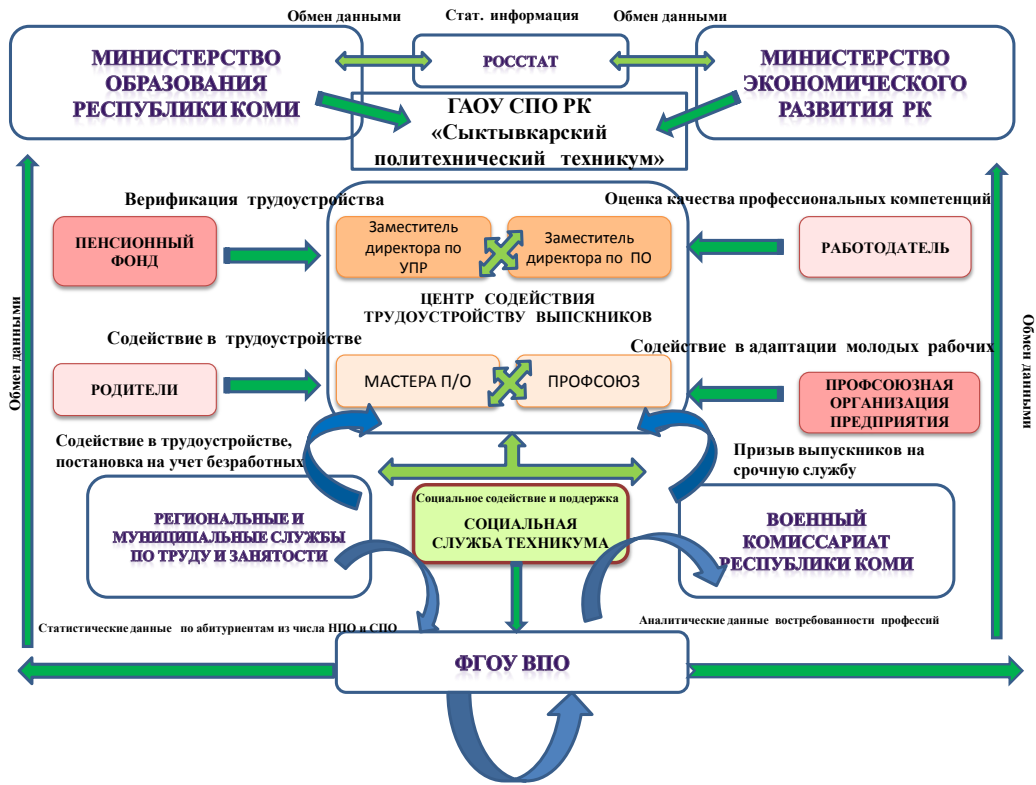 Обмен данными
Стат. информация
Обмен данными
МИНИСТЕРСТВО
ОБРАЗОВАНИЯ
РЕСПУБЛИКИ КОМИ
РОССТАТ
МИНИСТЕРСТВО
ЭКОНОМИЧЕСКОГО
РАЗВИТИЯ РК
ГАОУ СПО РК
«Сыктывкарский
политехнический техникум»
Верификация трудоустройства
Оценка качества профессиональных компетенций
ПЕНСИОННЫЙ
ФОНД
Заместитель
директора по
УПР
Заместитель
директора по ПО
РАБОТОДАТЕЛЬ
ЦЕНТР СОДЕЙСТВИЯ
ТРУДОУСТРОЙСТВУ ВЫПСКНИКОВ
Обмен данными
Обмен данными
Содействие в трудоустройстве
Содействие в адаптации молодых рабочих
РОДИТЕЛИ
МАСТЕРА П/О
ПРОФСОЮЗ
ПРОФСОЮЗНАЯ
ОРГАНИЗАЦИЯ
ПРЕДПРИЯТИЯ
Содействие в трудоустройстве,
постановка на учет безработных
Призыв выпускников на
срочную службу
РЕГИОНАЛЬНЫЕ И
МУНИЦИПАЛЬНЫЕ СЛУЖБЫ
ПО ТРУДУ И ЗАНЯТОСТИ
Социальное содействие и поддержка
СОЦИАЛЬНАЯ
СЛУЖБА ТЕХНИКУМА
ВОЕННЫЙ
КОМИССАРИАТ
РЕСПУБЛИКИ КОМИ
Статистические данные по абитуриентам из числа НПО и СПО
Аналитические данные востребованности профессий
ФГОУ ВПО